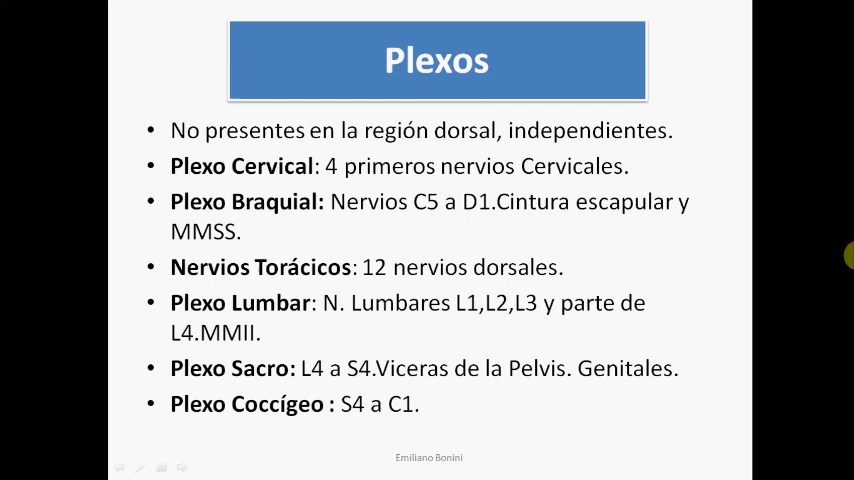 Plexos
• No presentes en la región dorsal, independientes.
• Plexo Cervical: 4 primeros nervios Cervicales.
• Plexo Braquial: Nervios C5 a D1.Cintura escapular y
MMSS.
• Nervios Torácicos: 12 nervios dorsales.
• Plexo Lumbar: N. Lumbares L1,L2,L3 y parte de
L4.MMII.
• Plexo Sacro: L4 a S4.Viceras de la Pelvis. Genitales.
• Plexo Coccígeo : S4 a C1.
Emiliano Bonini